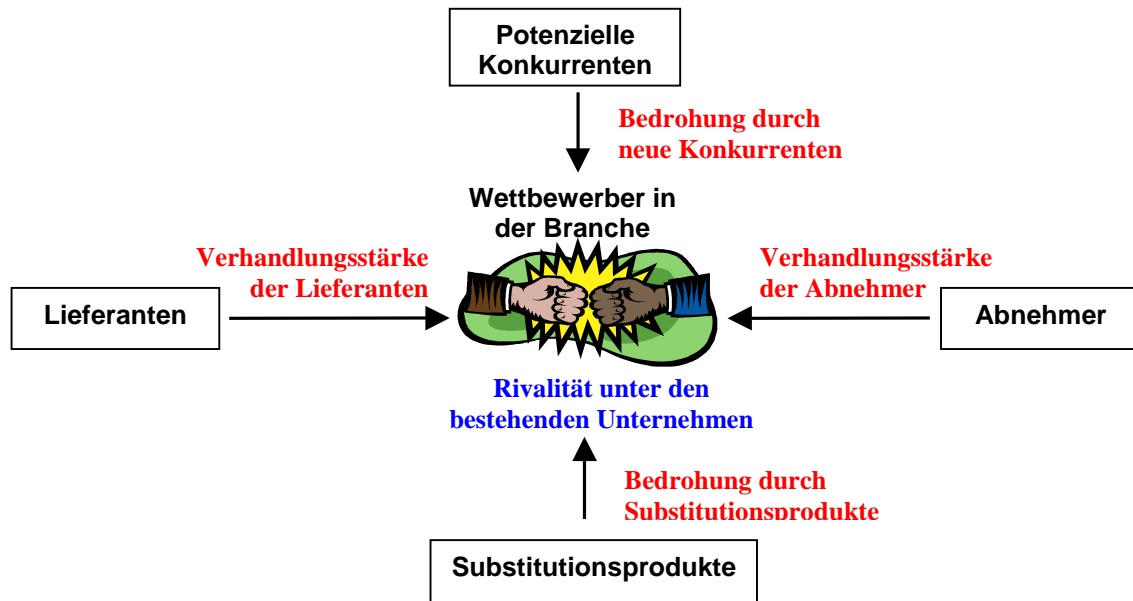 Potenzielle
Konkurrenten
Bedrohung durch
neue Konkurrenten
Wettbewerber in
der Branche
Verhandlungsstärke
der Lieferanten
Verhandlungsstärke
der Abnehmer
Lieferanten
Abnehmer
Rivalität unter den
bestehenden Unternehmen
Bedrohung durch
Substitutionsprodukte
Substitutionsprodukte